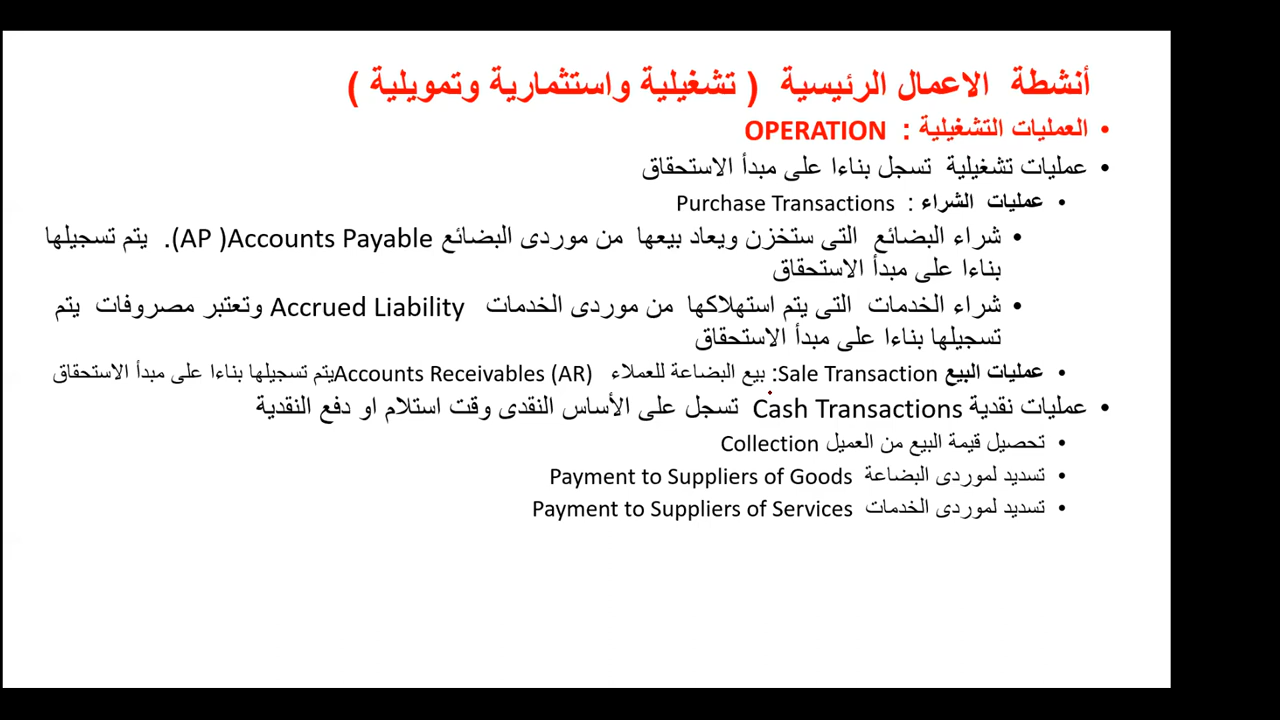 أنشطة الاعمال الرئيسية ( تشغيلية واستثمارية وتمويلية )
• العمليات التشغيلية : OPERATION
• عمليات تشغيلية تسجل بناءا على مبدأ الاستحقاق
• عمليات الشراء : Purchase Transactions
• شراء البضائع التى ستخزن ويعاد بيعها من موردى البضائع Accounts Payable( AP). يتم تسجيلها
بناءا على مبدأ الاستحقاق
• شراء الخدمات التى يتم استهلاكها من موردى الخدمات Accrued Liability وتعتبر مصروفات يتم
تسجيلها بناءا على مبدأ الاستحقاق
• عمليات البيع Sale Transaction: بيع البضاعة للعملاء Accounts Receivables (AR)يتم تسجيلها بناءا على مبدأ الاستحقاق
• عمليات نقدية Cash Transactions تسجل على الأساس النقدى وقت استلام او دفع النقدية
• تحصيل قيمة البيع من العميل Collection
• تسديد لموردى البضاعة Payment to Suppliers of Goods
• تسديد لموردى الخدمات Payment to Suppliers of Services